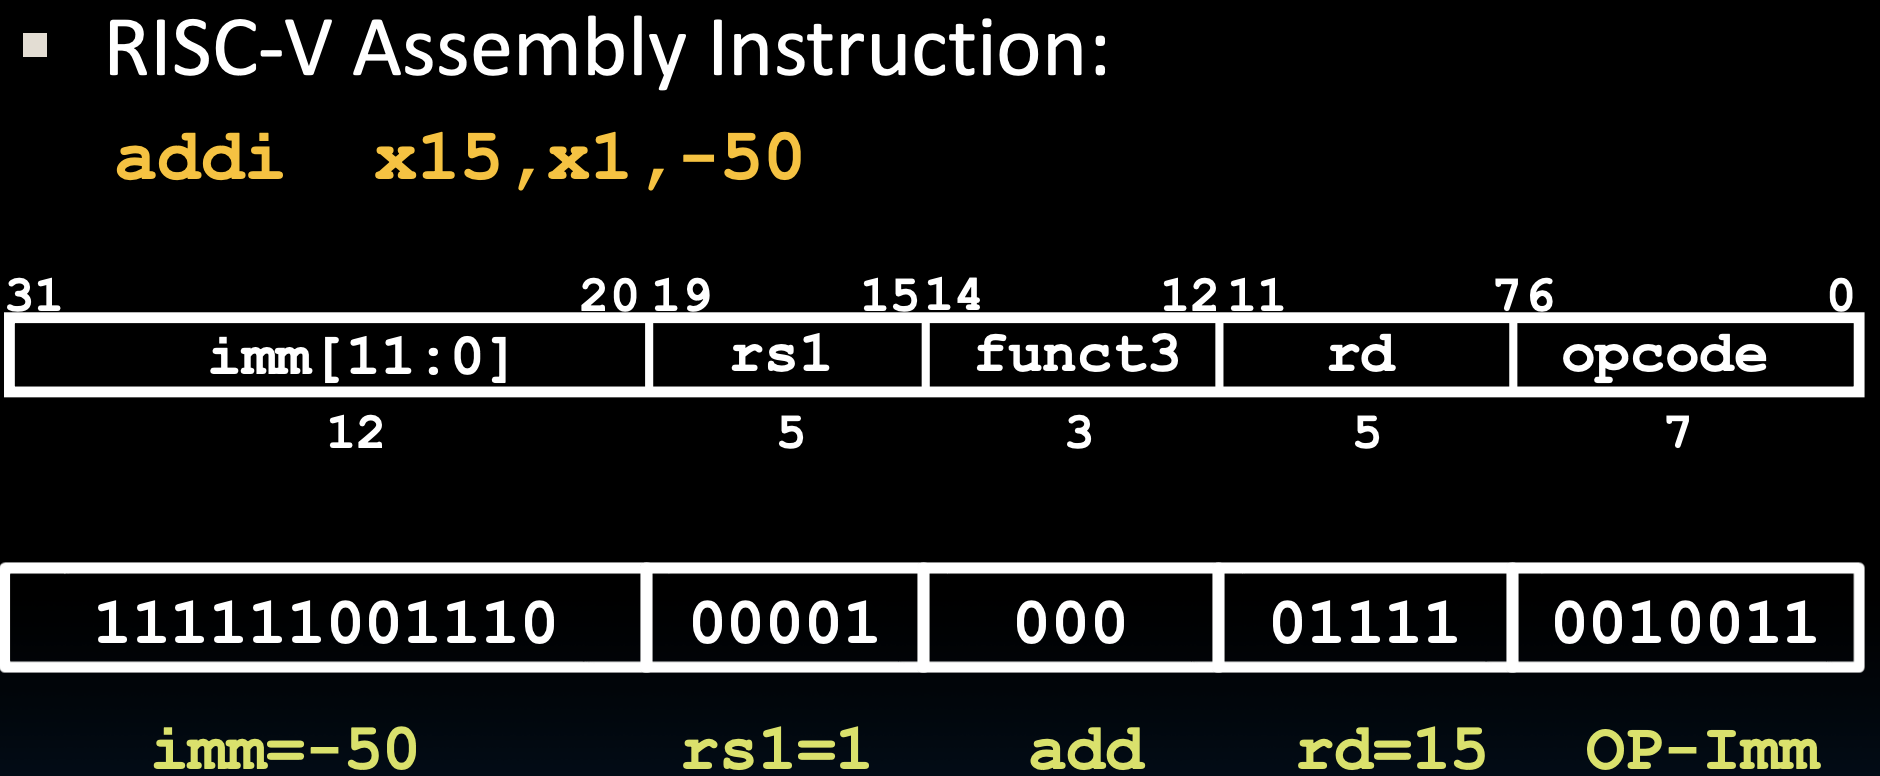 ▪ RISC-V Assembly Instruction:
addi x15,x1,-50
31 20 19 15 14 12 11 7 6 0
imm[11:0] rs1 funct3 rd opcode
12 5 3 5 7
111111001110 00001 000 01111 0010011
imm=-50 rs1=1 add rd=15 OP-Imm